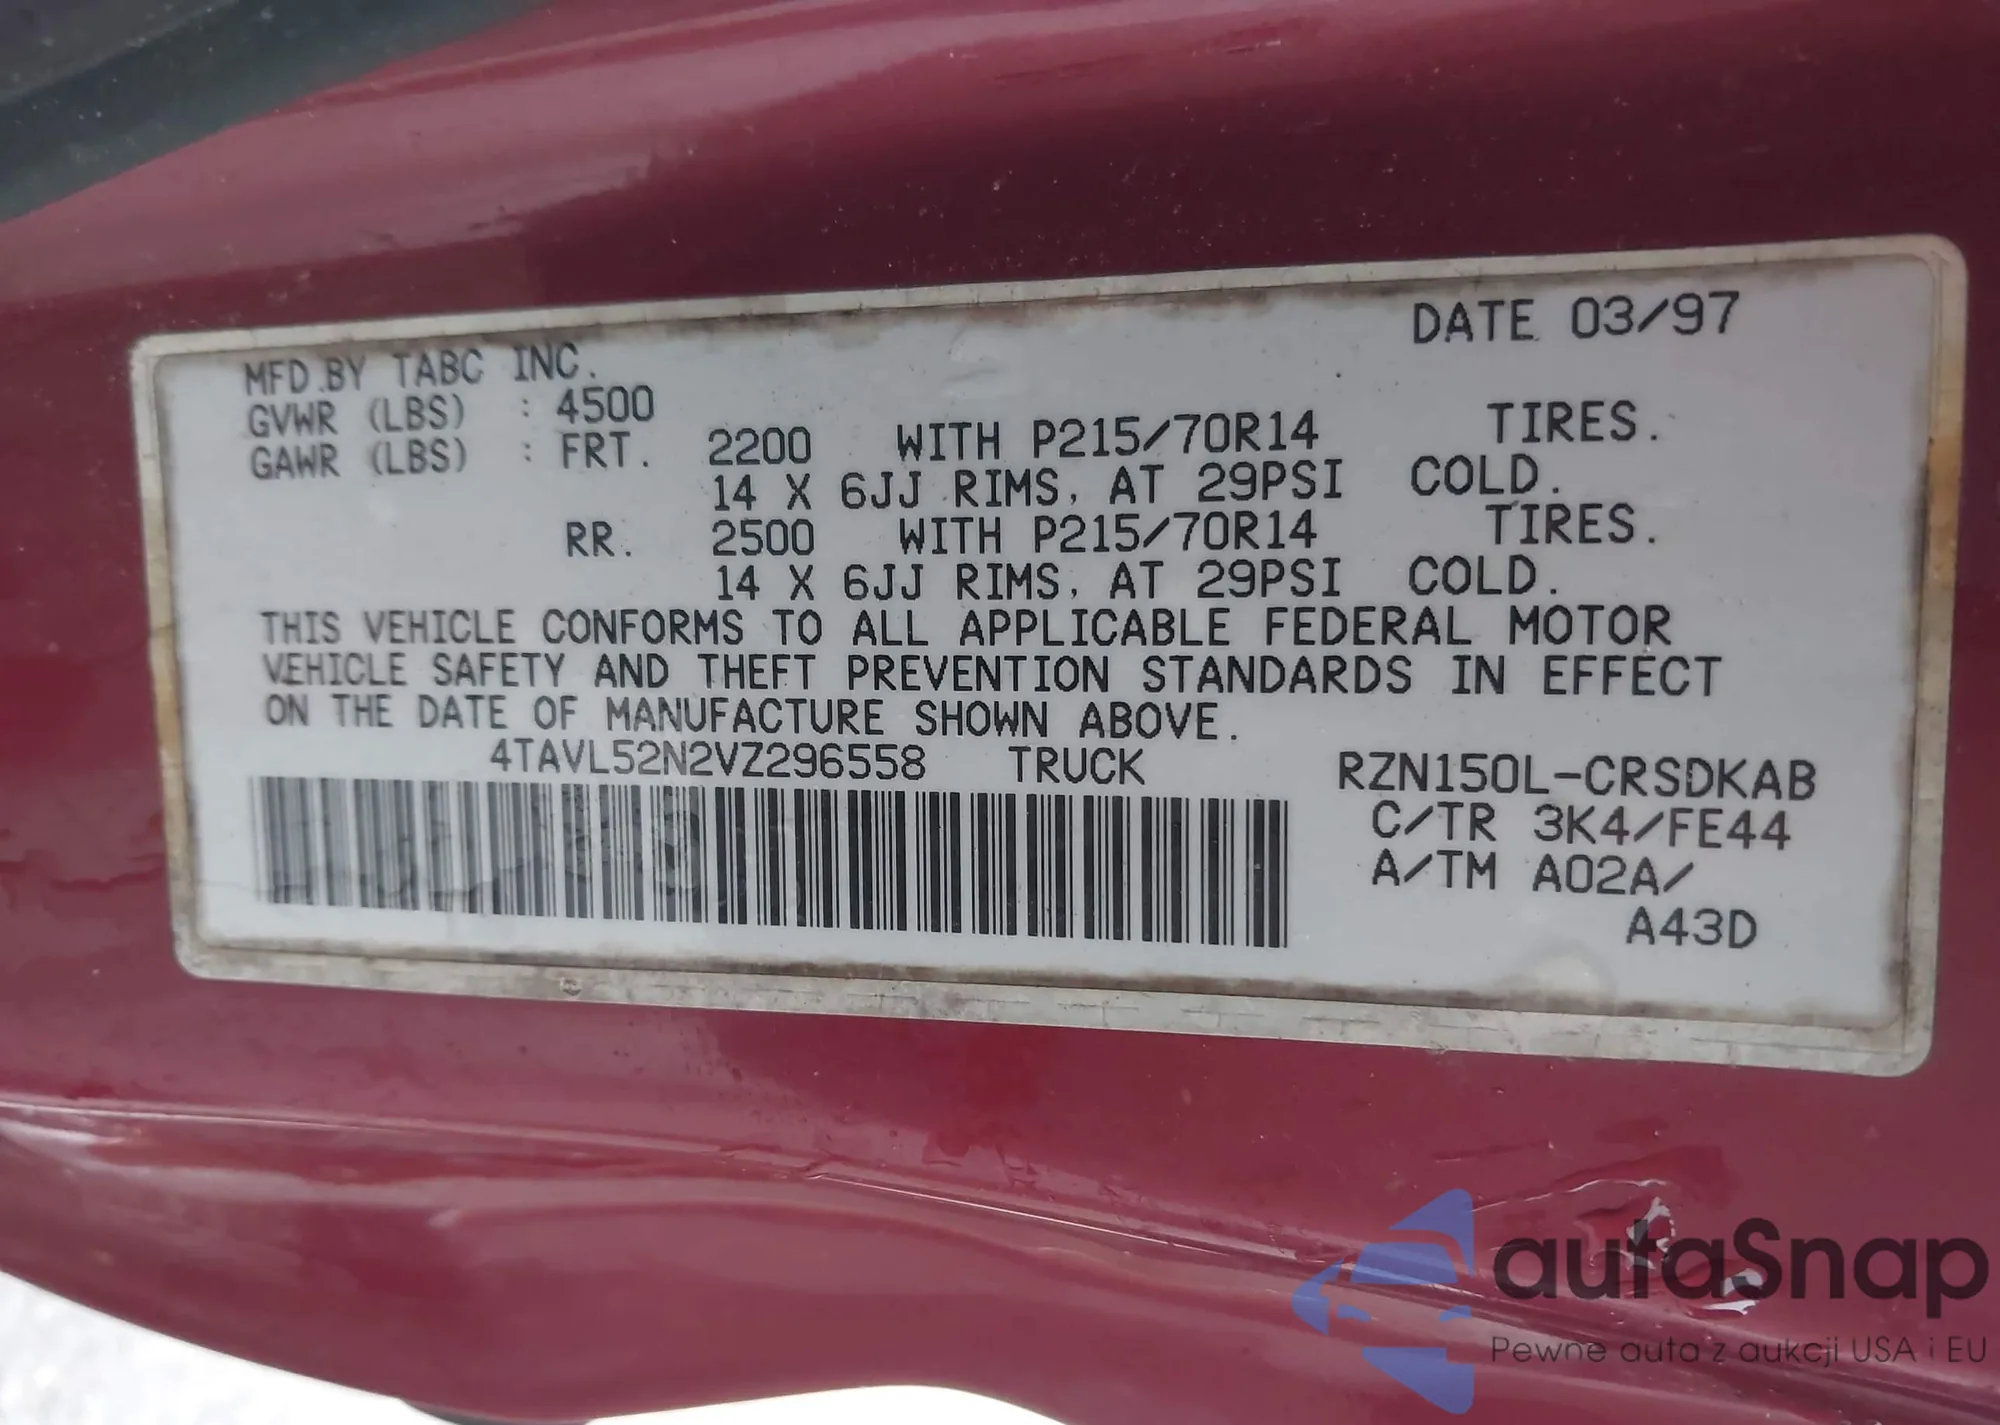 DATE 03/97
MFD.BY TABC INC.
GVWR (LBS) : 4500
GAWR (LBS) : FRT. 2200 WITH P215/70R14 TIRES.
14 X 6JJ RIMS, AT 29PSI COLD.
RR. 2500 WITH P215/70R14 TIRES.
14 X 6JJ RIMS, AT 29PSI COLD.
THIS VEHICLE CONFORMS TO ALL APPLICABLE FEDERAL MOTOR
VEHICLE SAFETY AND THEFT PREVENTION STANDARDS IN EFFECT
ON THE DATE OF MANUFACTURE SHOWN ABOVE.
4TAVL52N2VZ296558 TRUCK RZN150L-CRSDKAB
C/TR 3K4/FE44
A/TM A02A/
A43D
autaSnap
Pewne auta z aukcji USA i EU